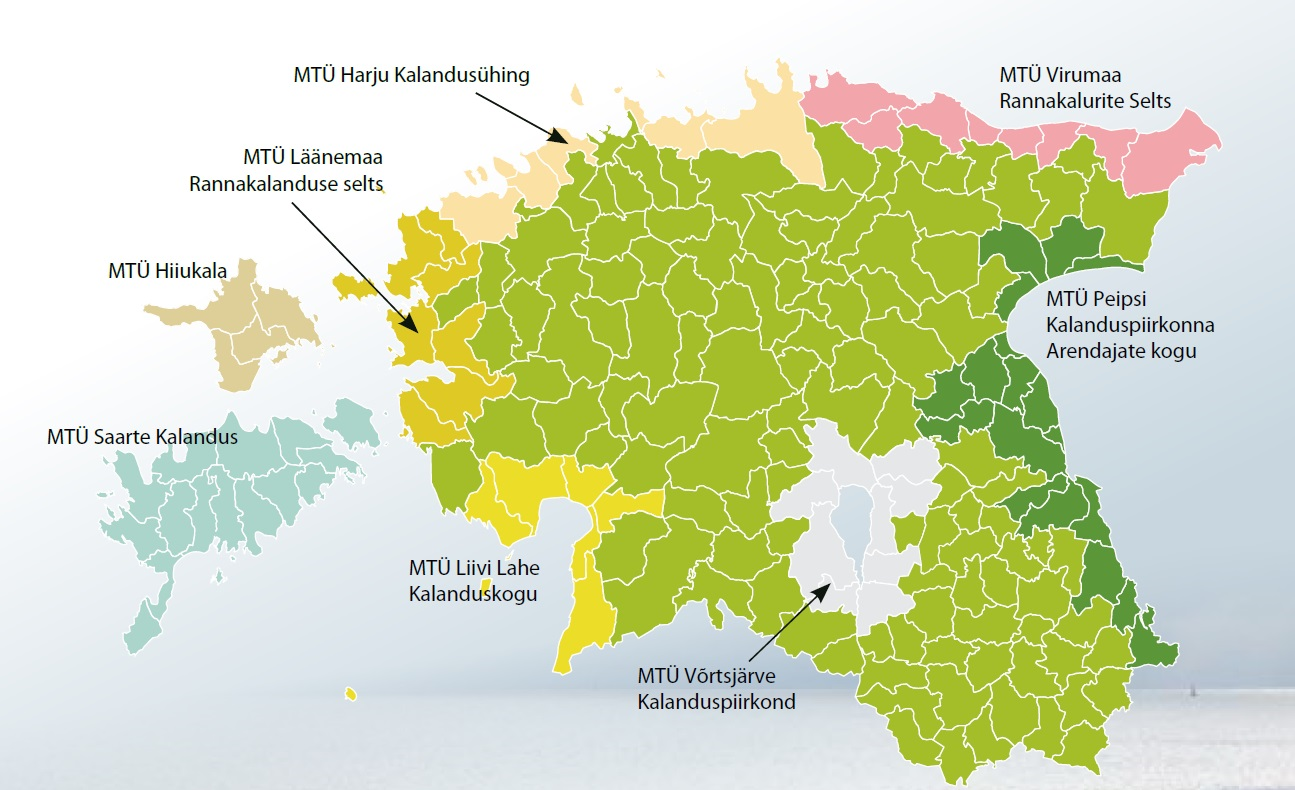 MTÜ Harju Kalandusühing
MTÜ Virumaa
Rannakalurite Selts
MTÜ Läänemaa
Rannakalanduse selts
MTÜ Hiiukala
MTÜ Peipsi
Kalanduspiirkonna
Arendajate kogu
MTÜ Saarte Kalandus
MTÜ Liivi Lahe
Kalanduskogu
MTÜ Võrtsjärve
Kalanduspiirkond